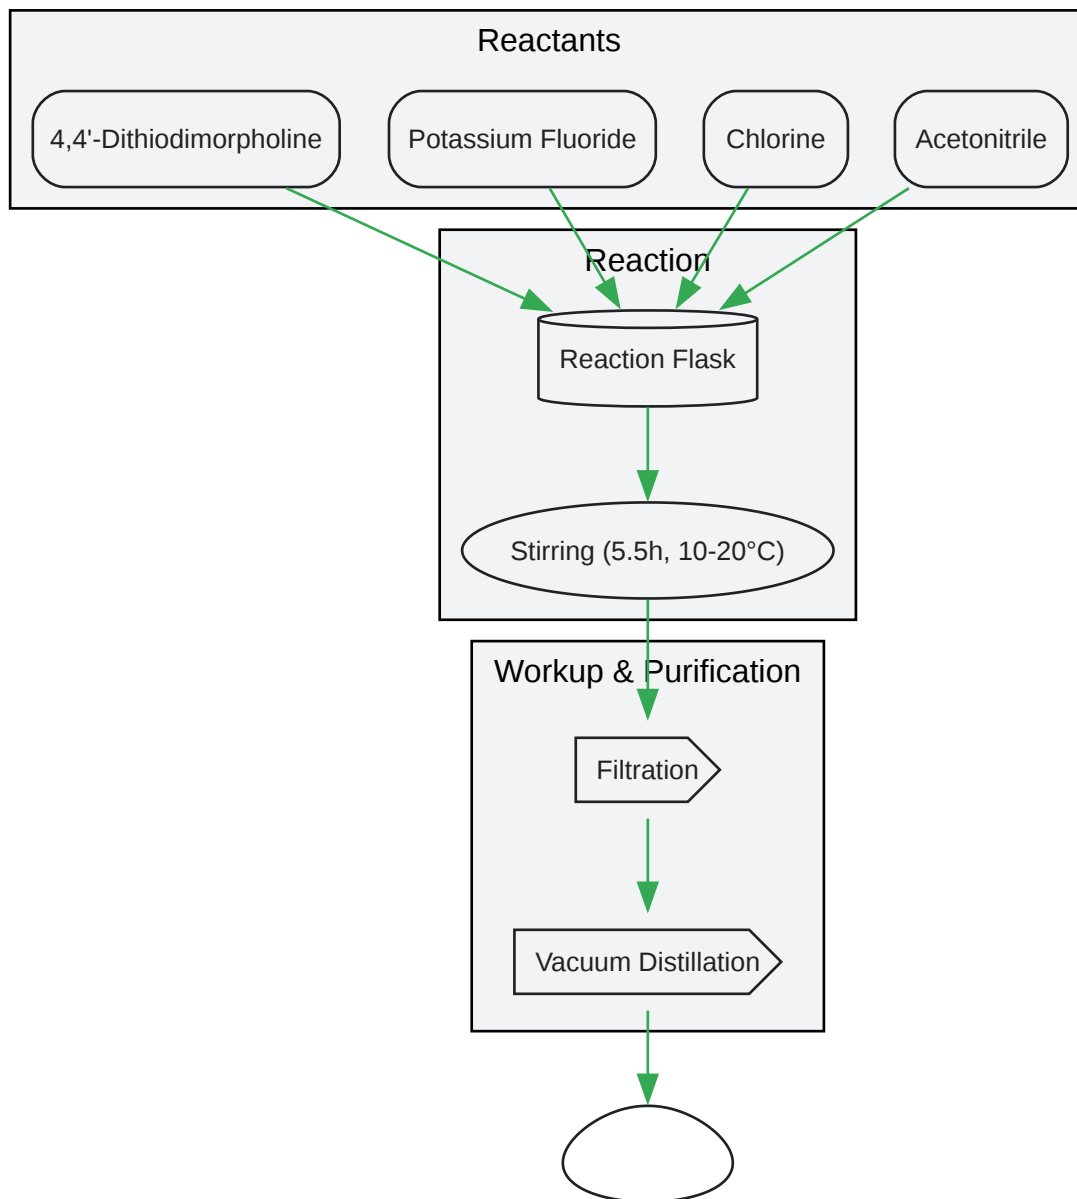 Reactants
4,4'-Dithiodimorpholine
Potassium Fluoride
Chlorine
Acetonitrile
Reaction
Reaction Flask
Stirring (5.5h, 10-20°C)
Workup & Purification
Filtration
Vacuum Distillation